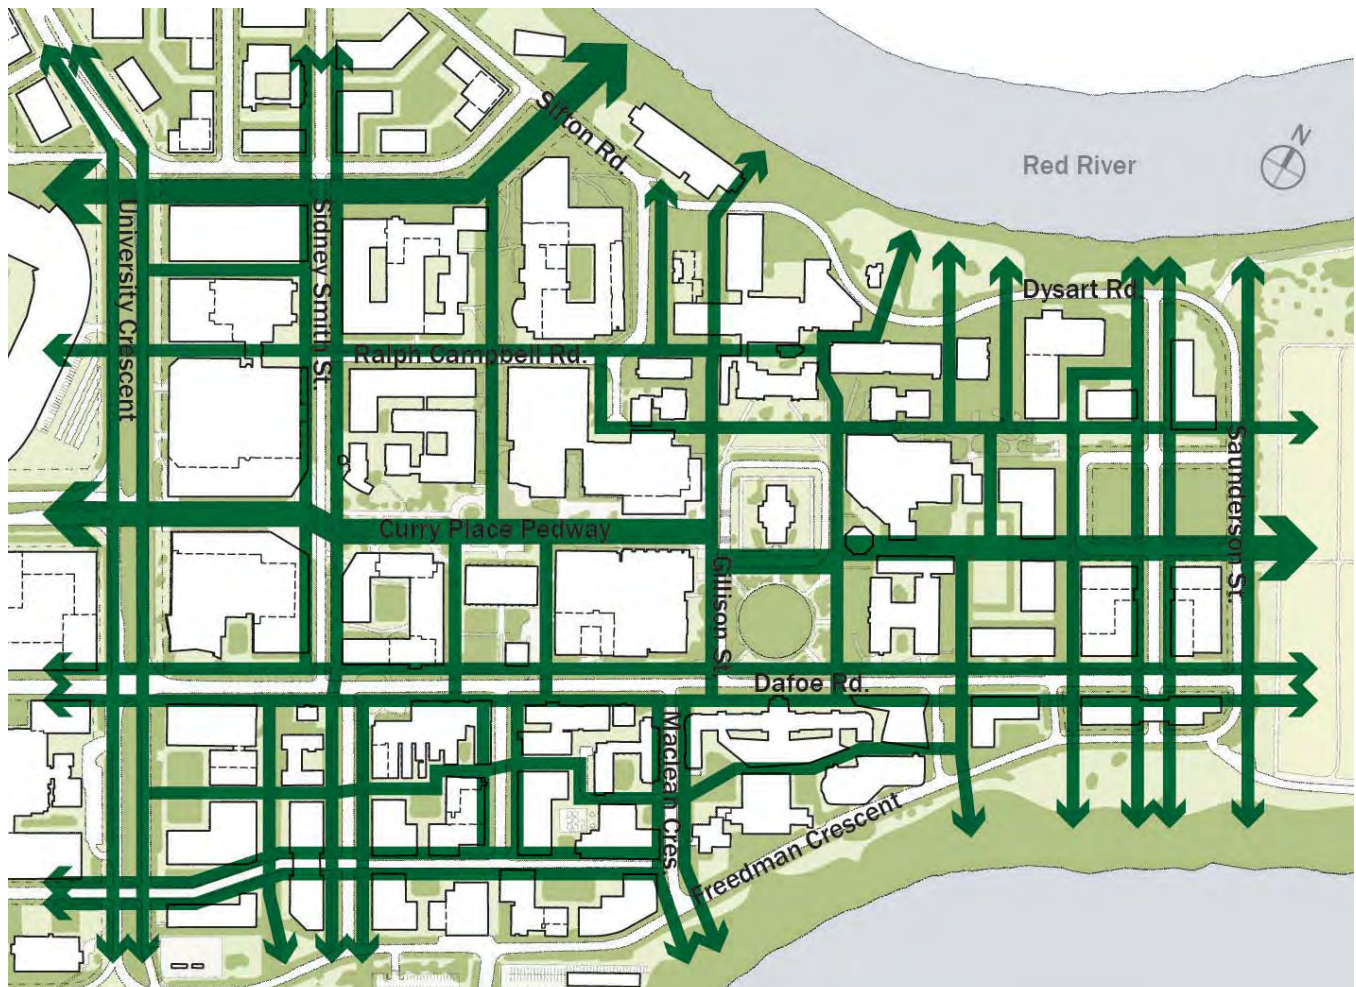 N
Sifton Rd.
Red River
University Crescent
Sidney Smith St.
Dysart Rd
Ralph Campbell Rd.
Saunderson St.
Curry Place Pedway
Gillson St.
Dafoe Rd.
Maclean Cres
Freedman Crescent